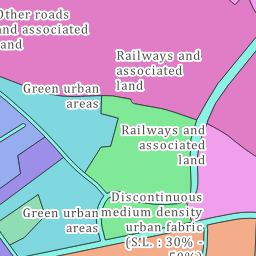 Other roads
and associated
land
Railways and
associated
land
Green urban
areas
Railways and
associated
land
Discontinuous
medium density
urban fabric
(S.L. : 30% -
50%)
Green urban
areas